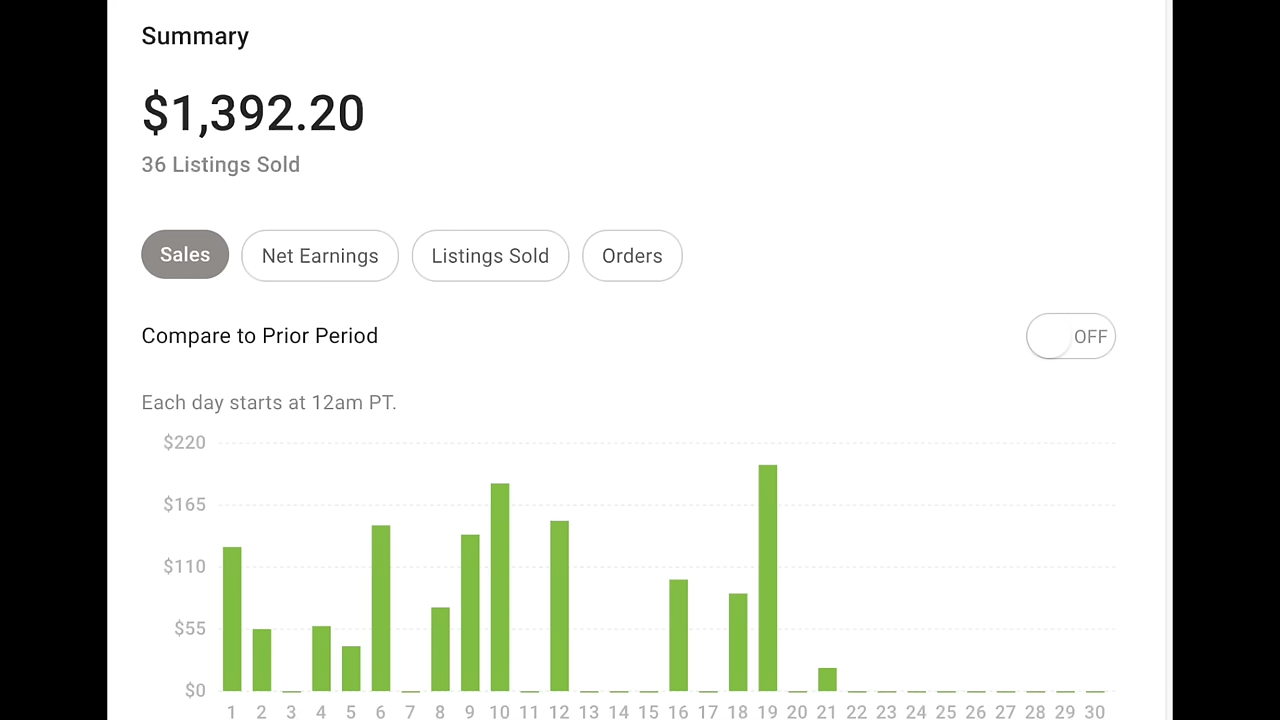 Summary
$1,392.20
36 Listings Sold
Sales Net Earnings Listings Sold Orders
Compare to Prior Period OFF
Each day starts at 12am PT.
$220
$165
$110
$55
$0
1 2 3 4 5 6 7 8 9 10 11 12 13 14 15 16 17 18 19 20 21 22 23 24 25 26 27 28 29 30